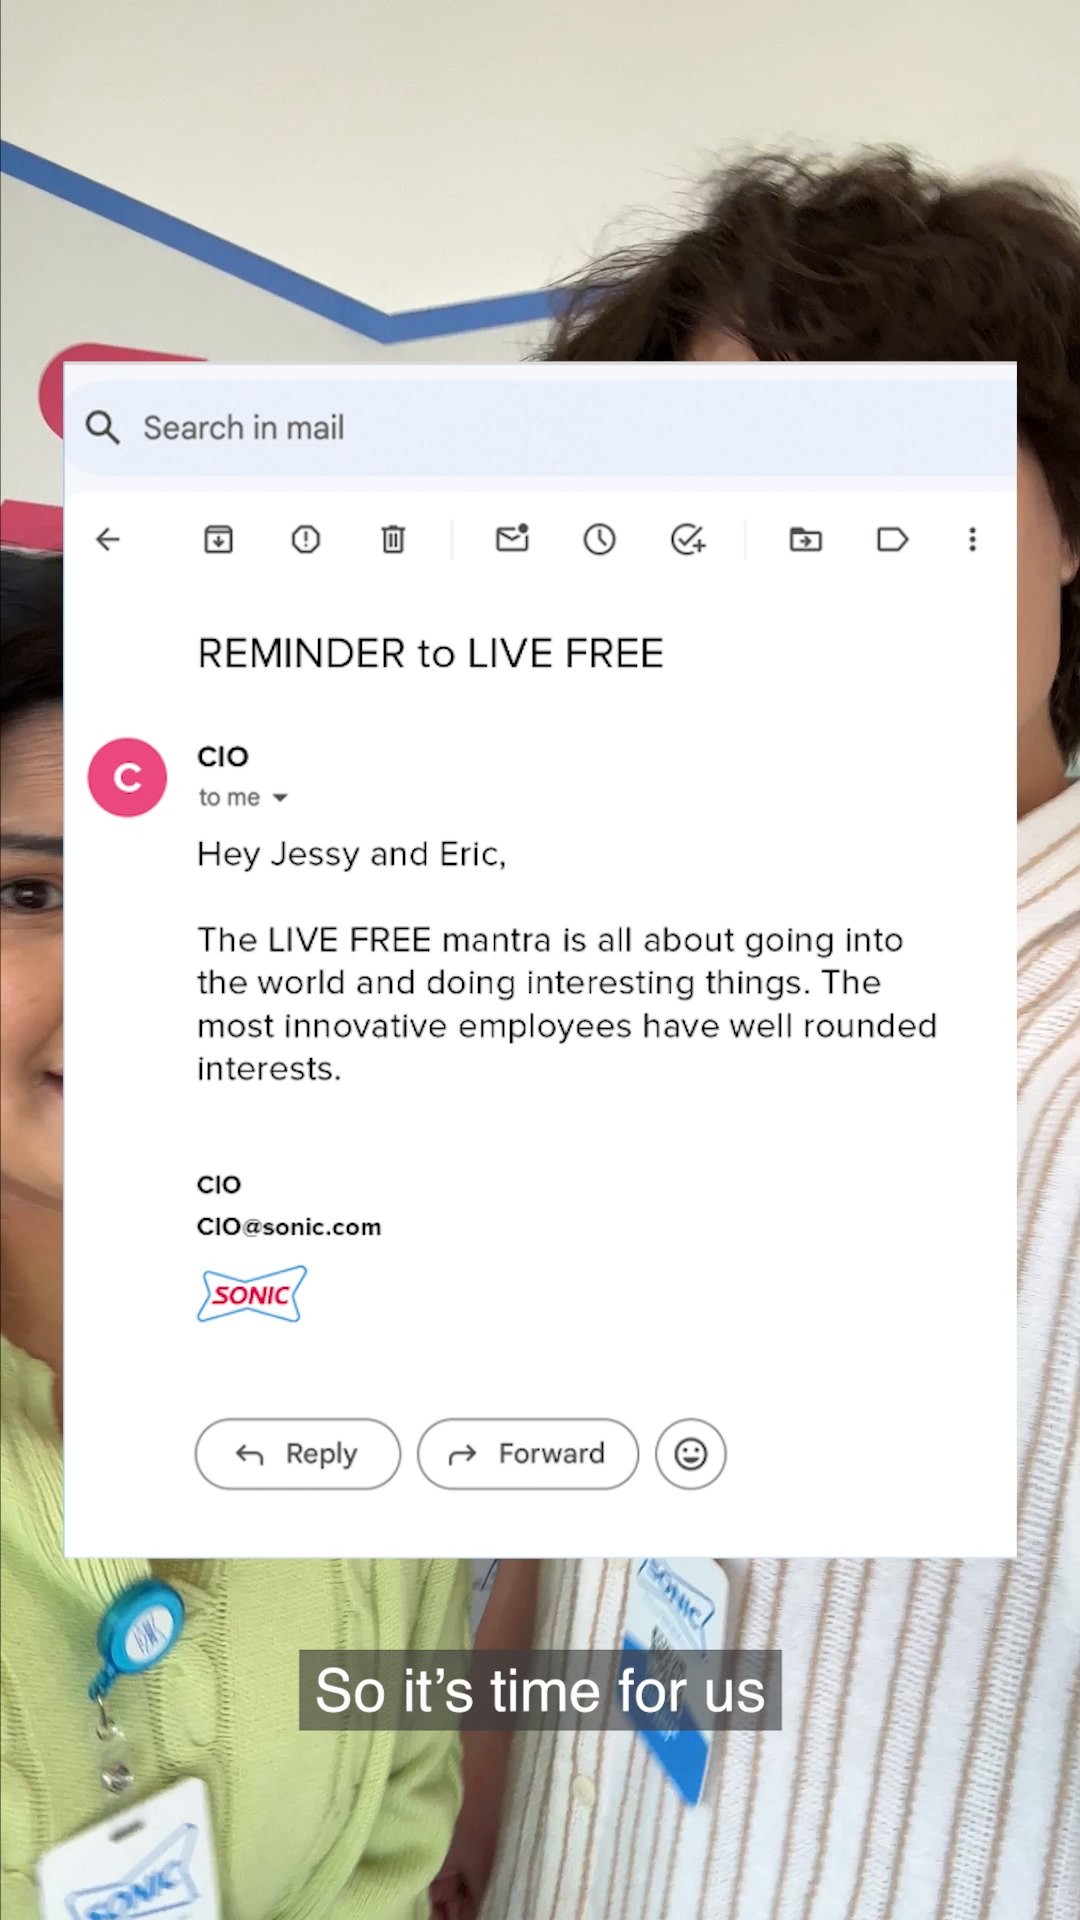 Search in mail
REMINDER to LIVE FREE
C
CIO
to me
Hey Jessy and Eric,
The LIVE FREE mantra is all about going into
the world and doing interesting things. The
most innovative employees have well rounded
interests.
CIO
CIO@sonic.com
SONIC
Reply
Forward
SONIC
So it's time for us
SONIC